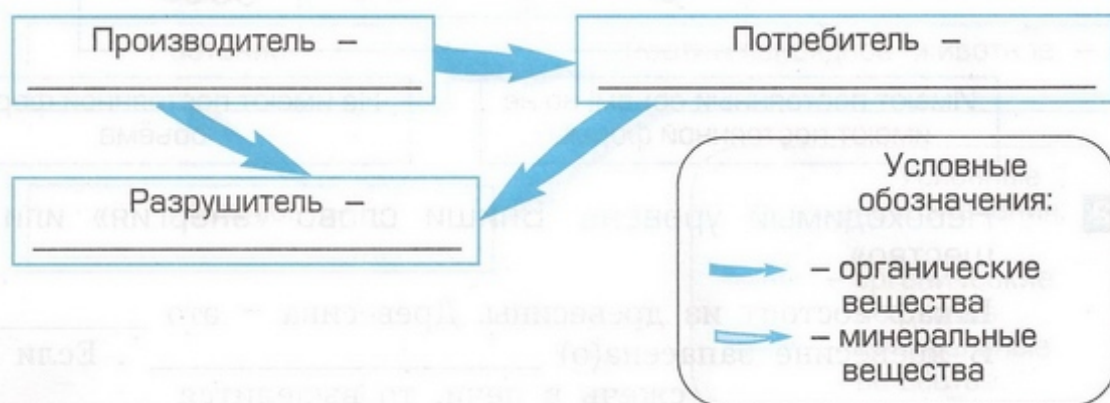 Производитель –
Потребитель –
Разрушитель –
Условные
обозначения:
– органические
вещества
– минеральные
вещества